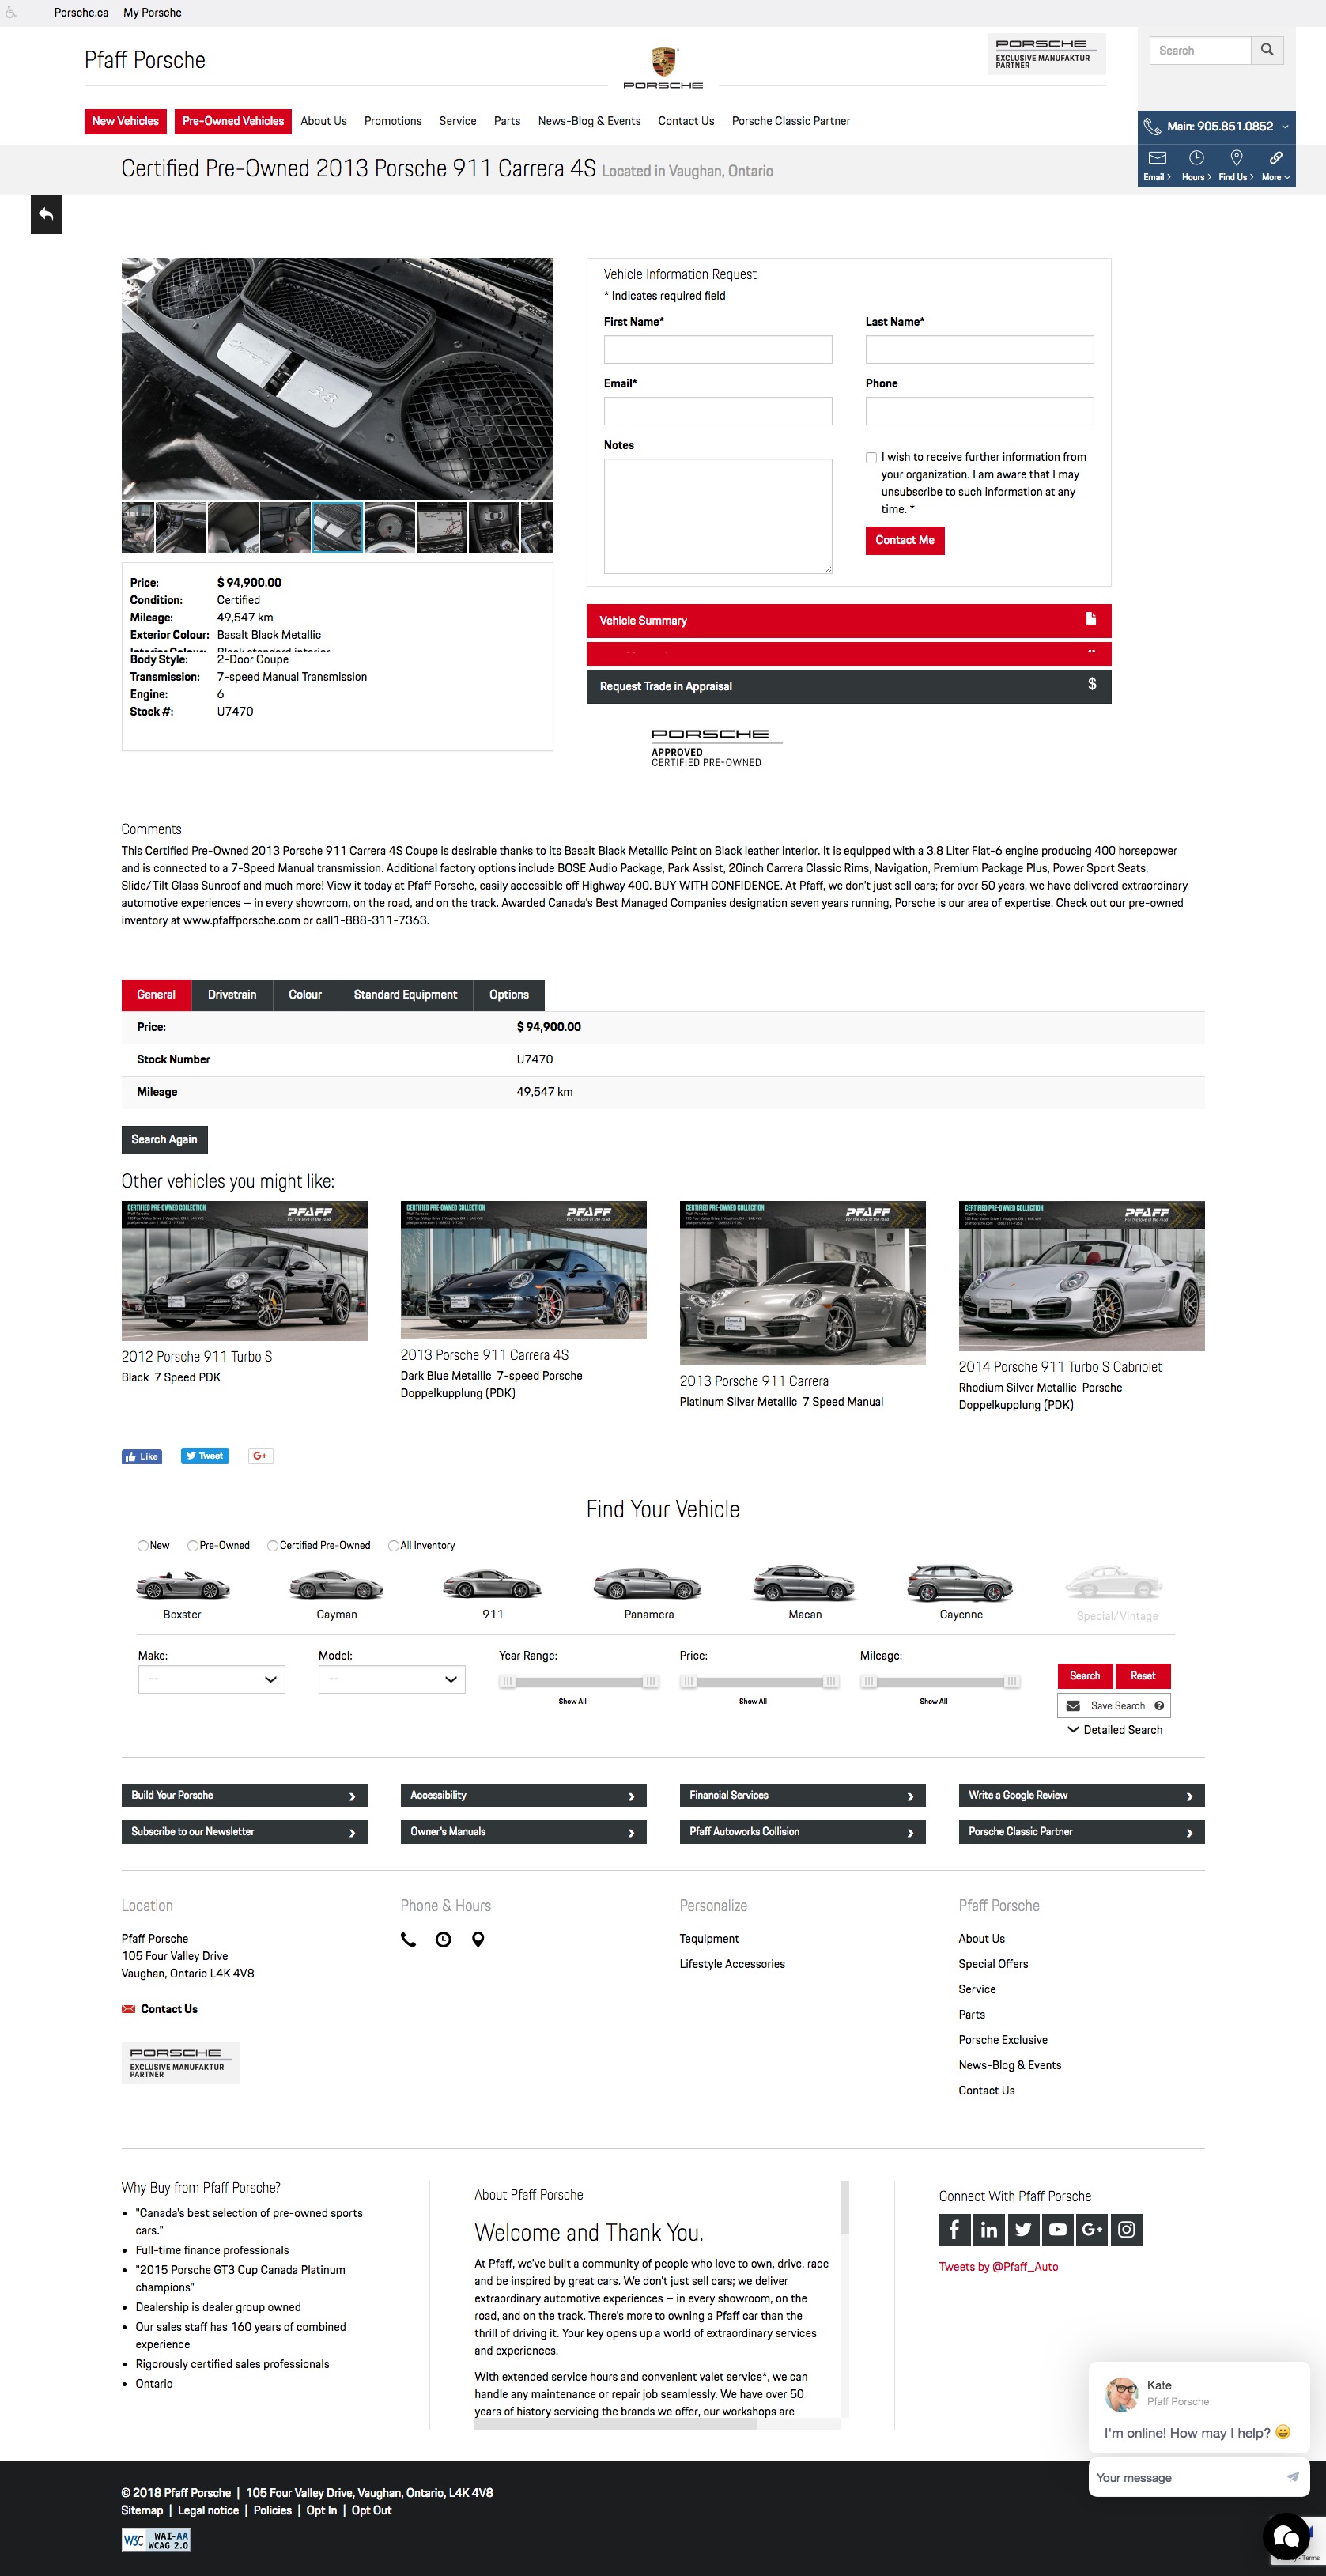 Porsche.ca My Porsche
Pfaff Porsche
PORSCHE
PORSCHE
EXCLUSIVE MANUFAKTUR
PARTNER
Search
New Vehicles Pre-Owned Vehicles About Us Promotions Service Parts News-Blog & Events Contact Us Porsche Classic Partner
Main: 905.851.0852
Email Hours Find Us More
Certified Pre-Owned 2013 Porsche 911 Carrera 4S Located in Vaughan, Ontario
Carrera
3.8
Vehicle Information Request
* Indicates required field
First Name* Last Name*
Email* Phone
Notes
I wish to receive further information from
your organization. I am aware that I may
unsubscribe to such information at any
time. *
Contact Me
Price: $ 94,900.00
Condition: Certified
Mileage: 49,547 km
Exterior Colour: Basalt Black Metallic
Interior Colour: Black standard interior
Body Style: 2-Door Coupe
Transmission: 7-speed Manual Transmission
Engine: 6
Stock #: U7470
Vehicle Summary
Request Trade in Appraisal $
PORSCHE
APPROVED
CERTIFIED PRE-OWNED
Comments
This Certified Pre-Owned 2013 Porsche 911 Carrera 4S Coupe is desirable thanks to its Basalt Black Metallic Paint on Black leather interior. It is equipped with a 3.8 Liter Flat-6 engine producing 400 horsepower
and is connected to a 7-Speed Manual transmission. Additional factory options include BOSE Audio Package, Park Assist, 20inch Carrera Classic Rims, Navigation, Premium Package Plus, Power Sport Seats,
Slide/Tilt Glass Sunroof and much more! View it today at Pfaff Porsche, easily accessible off Highway 400. BUY WITH CONFIDENCE. At Pfaff, we don't just sell cars; for over 50 years, we have delivered extraordinary
automotive experiences – in every showroom, on the road, and on the track. Awarded Canada's Best Managed Companies designation seven years running, Porsche is our area of expertise. Check out our pre-owned
inventory at www.pfaffporsche.com or call1-888-311-7363.
General Drivetrain Colour Standard Equipment Options
Price: $ 94,900.00
Stock Number U7470
Mileage 49,547 km
Search Again
Other vehicles you might like:
CERTIFIED PRE-OWNED COLLECTION PFAFF
CERTIFIED PRE-OWNED COLLECTION PFAFF
CERTIFIED PRE-OWNED COLLECTION PFAFF
CERTIFIED PRE-OWNED COLLECTION PFAFF
2012 Porsche 911 Turbo S
Black 7 Speed PDK
2013 Porsche 911 Carrera 4S
Dark Blue Metallic 7-speed Porsche
Doppelkupplung (PDK)
2013 Porsche 911 Carrera
Platinum Silver Metallic 7 Speed Manual
2014 Porsche 911 Turbo S Cabriolet
Rhodium Silver Metallic Porsche
Doppelkupplung (PDK)
Like Tweet G+
Find Your Vehicle
New Pre-Owned Certified Pre-Owned All Inventory
Boxster Cayman 911 Panamera Macan Cayenne Special/Vintage
Make: Model: Year Range: Price: Mileage:
-- --
Show All Show All Show All
Search Reset
Save Search ?
Detailed Search
Build Your Porsche Accessibility Financial Services Write a Google Review
Subscribe to our Newsletter Owner's Manuals Pfaff Autoworks Collision Porsche Classic Partner
Location
Pfaff Porsche
105 Four Valley Drive
Vaughan, Ontario L4K 4V8
Contact Us
PORSCHE
EXCLUSIVE MANUFAKTUR
PARTNER
Phone & Hours
Personalize
Tequipment
Lifestyle Accessories
Pfaff Porsche
About Us
Special Offers
Service
Parts
Porsche Exclusive
News-Blog & Events
Contact Us
Why Buy from Pfaff Porsche?
"Canada's best selection of pre-owned sports
cars."
Full-time finance professionals
"2015 Porsche GT3 Cup Canada Platinum
champions"
Dealership is dealer group owned
Our sales staff has 160 years of combined
experience
Rigorously certified sales professionals
Ontario
About Pfaff Porsche
Welcome and Thank You.
At Pfaff, we've built a community of people who love to own, drive, race
and be inspired by great cars. We don't just sell cars; we deliver
extraordinary automotive experiences – in every showroom, on the
road, and on the track. There's more to owning a Pfaff car than the
thrill of driving it. Your key opens up a world of extraordinary services
and experiences.
With extended service hours and convenient valet service*, we can
handle any maintenance or repair job seamlessly. We have over 50
years of history servicing the brands we offer, our workshops are
Connect With Pfaff Porsche
Tweets by @Pfaff_Auto
Kate
Pfaff Porsche
I'm online! How may I help? 😀
Your message
© 2018 Pfaff Porsche | 105 Four Valley Drive, Vaughan, Ontario, L4K 4V8
Sitemap | Legal notice | Policies | Opt In | Opt Out
W3C WAI-AA
WCAG 2.0
- Terms